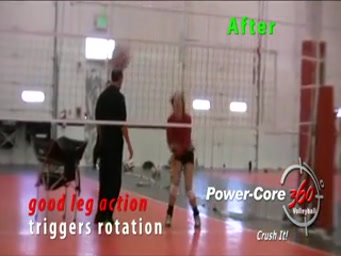 After
good leg action
triggers rotation
Power-Core 360
Volleyball
Crush It!